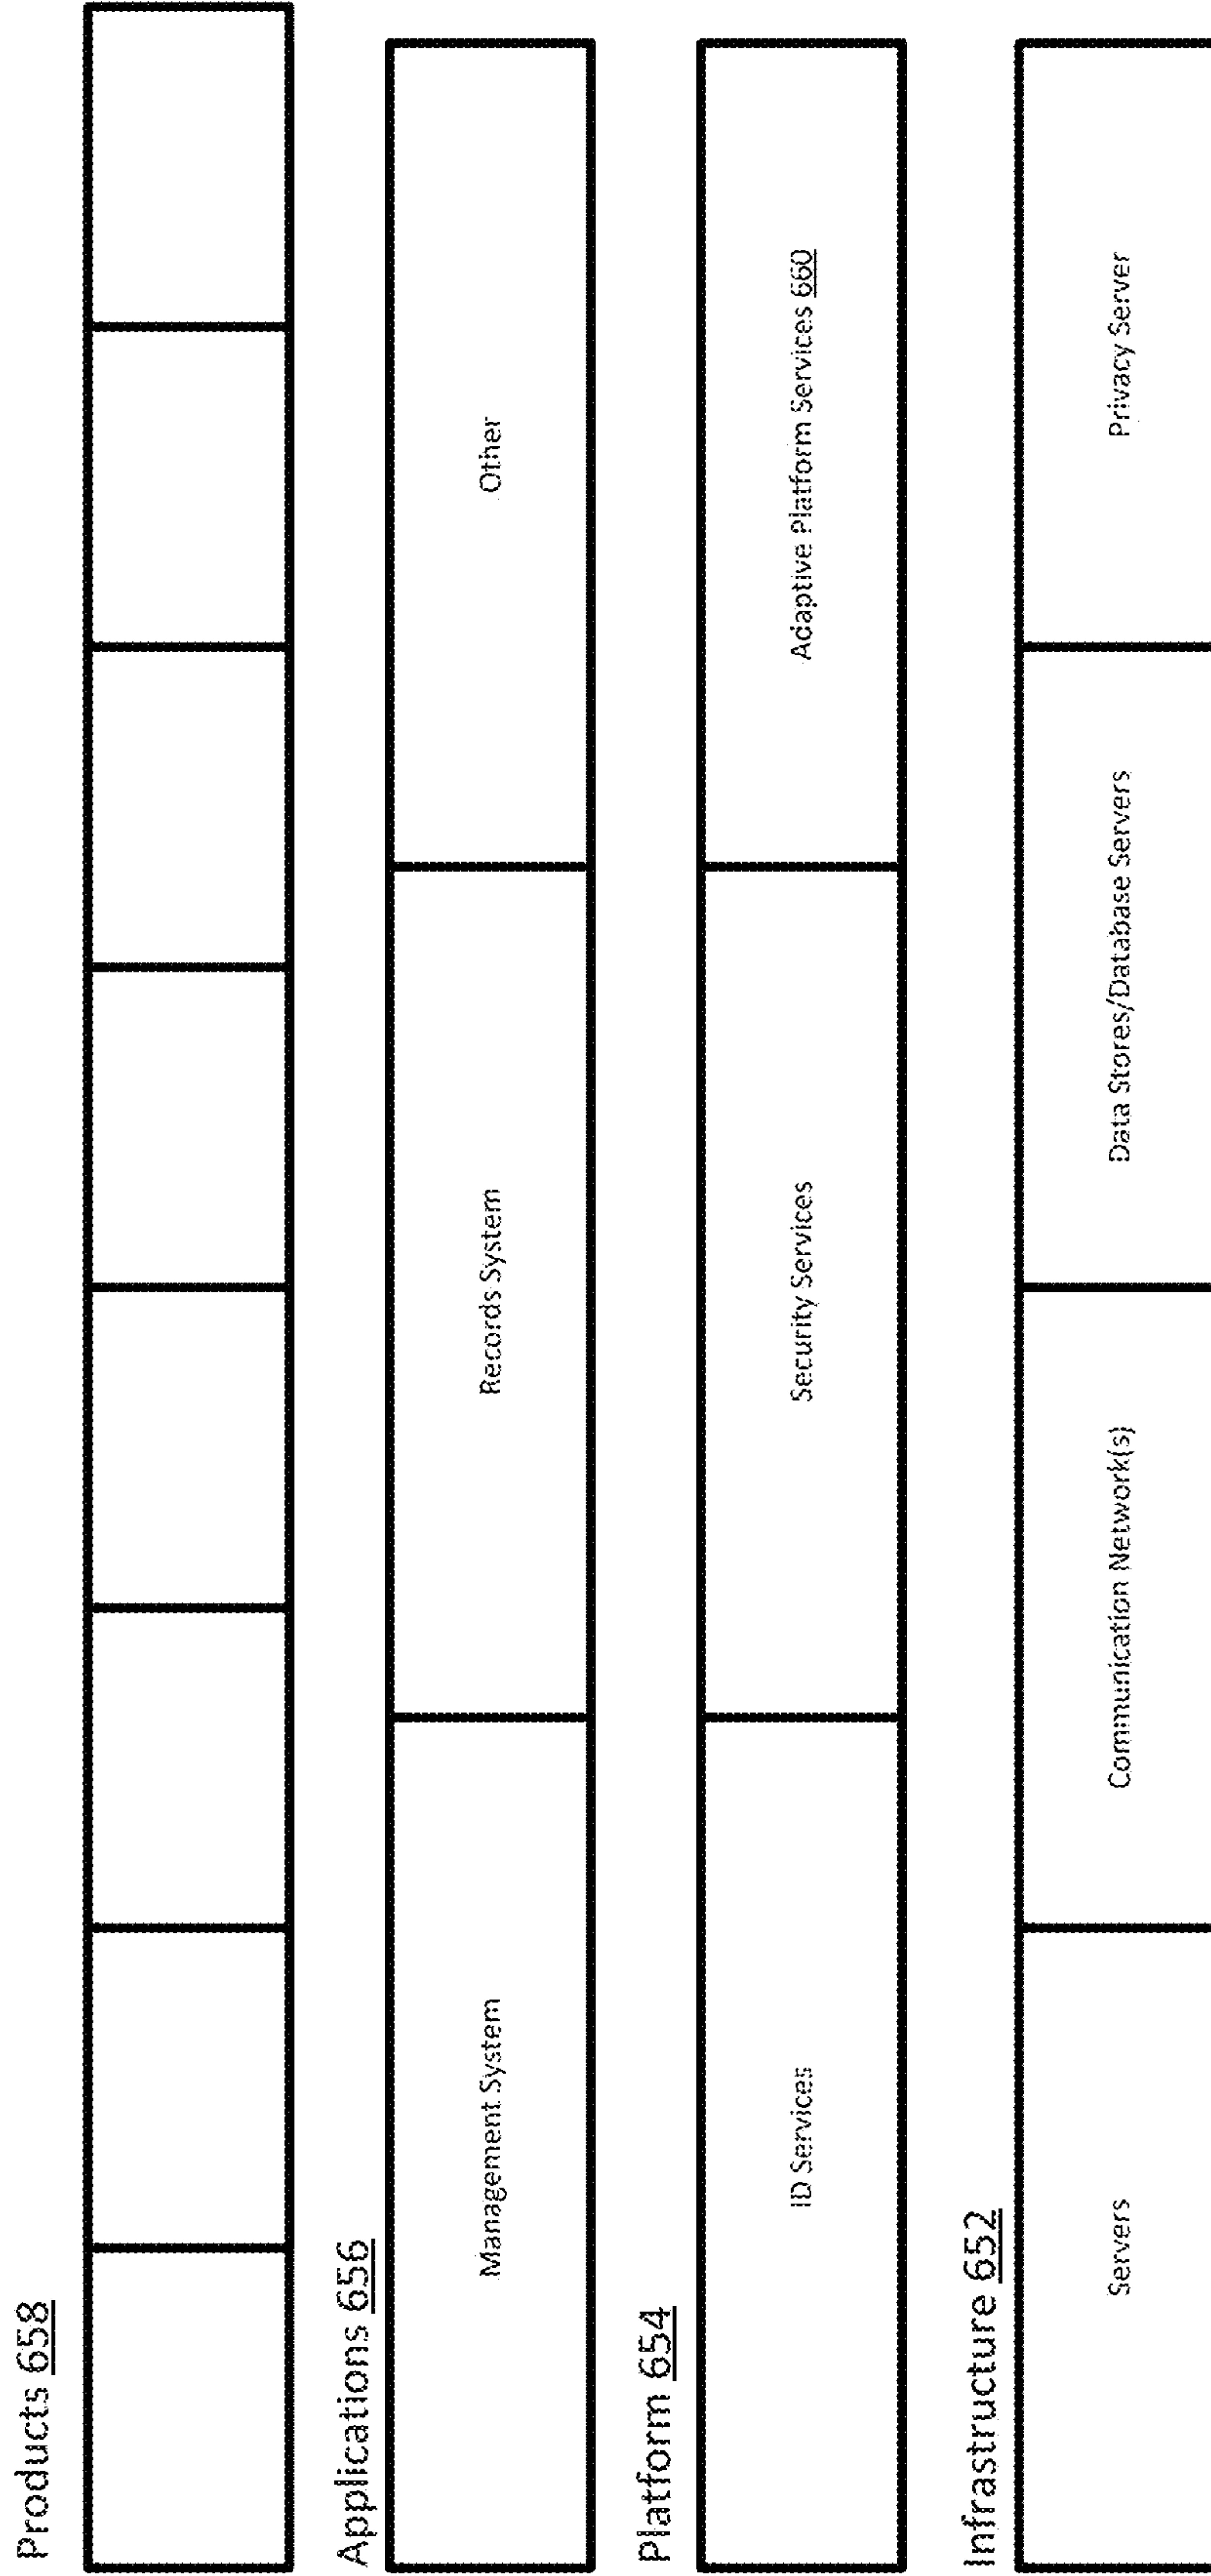 Products 658
Applications 656
Management System
Records System
Other
Platform 654
ID Services
Security Services
Adaptive Platform Services 660
Infrastructure 652
Servers
Communication Network(s)
Data Stores/Database Servers
Privacy Server